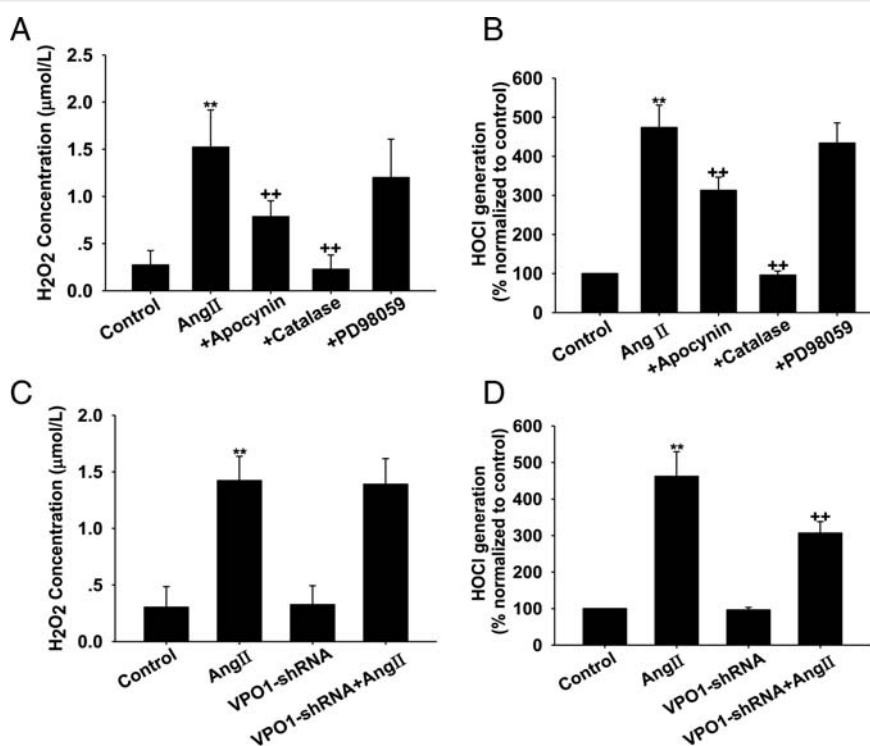 A
H₂O₂ Concentration (μmol/L)
2.5
2.0
1.5
1.0
.5
0.0
**
++
++
Control
AngII
+Apocynin
+Catalase
+PD98059
B
HOCl generation
(% normalized to control)
600
500
400
300
200
100
0
**
++
++
Control
Ang II
+Apocynin
+Catalase
+PD98059
C
H₂O₂ Concentration (μmol/L)
2.0
1.5
1.0
.5
0.0
**
Control
AngII
VPO1-shRNA
VPO1-shRNA+AngII
D
HOCl generation
(% normalized to control)
600
500
400
300
200
100
0
**
++
Control
AngII
VPO1-shRNA
VPO1-shRNA+AngII